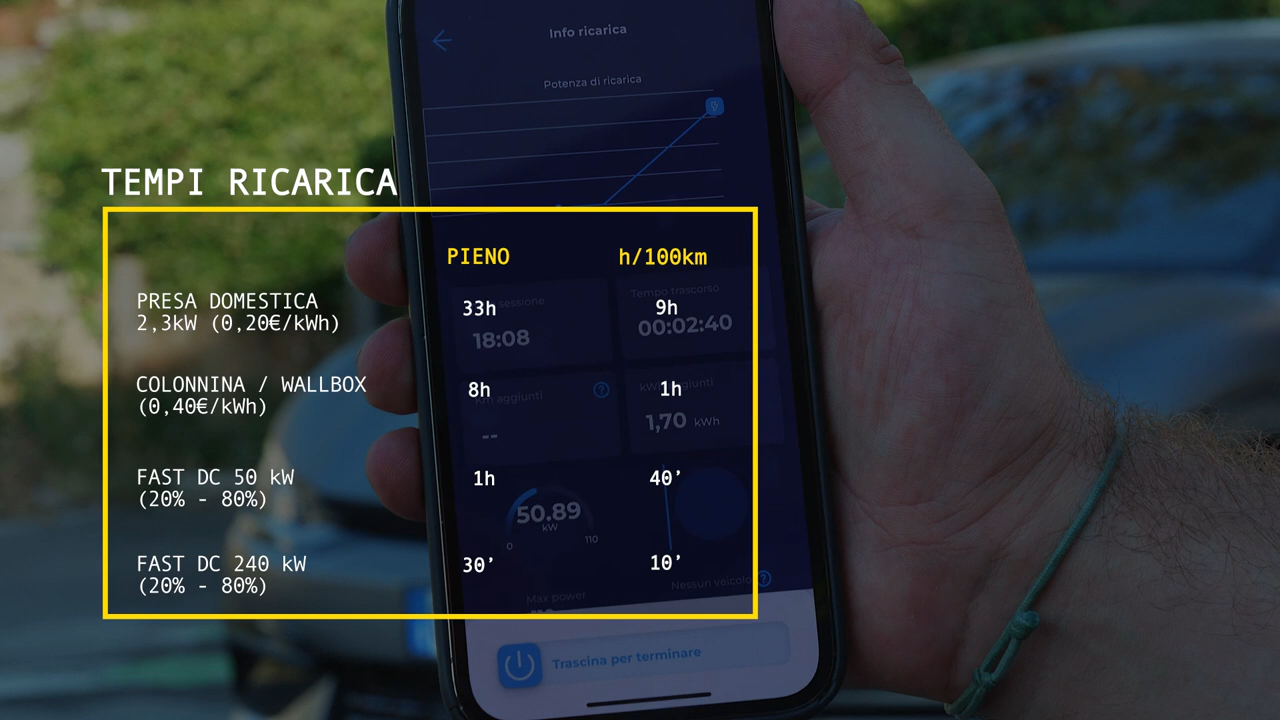 Info ricarica
Potenza di ricarica
TEMPI RICARICA
PIENO h/100km
PRESA DOMESTICA 33h 9h
2,3kW (0,20€/kWh)
sessione Tempo trascorso
18:08 00:02:40
COLONNINA / WALLBOX 8h 1h
(0,40€/kWh)
Km aggiunti
-- 1,70 kWh
FAST DC 50 kW 1h 40’
(20% - 80%)
50.89
kW
0 110
FAST DC 240 kW 30’ 10’
(20% - 80%)
Nessun veicolo ?
Max power
Trascina per terminare